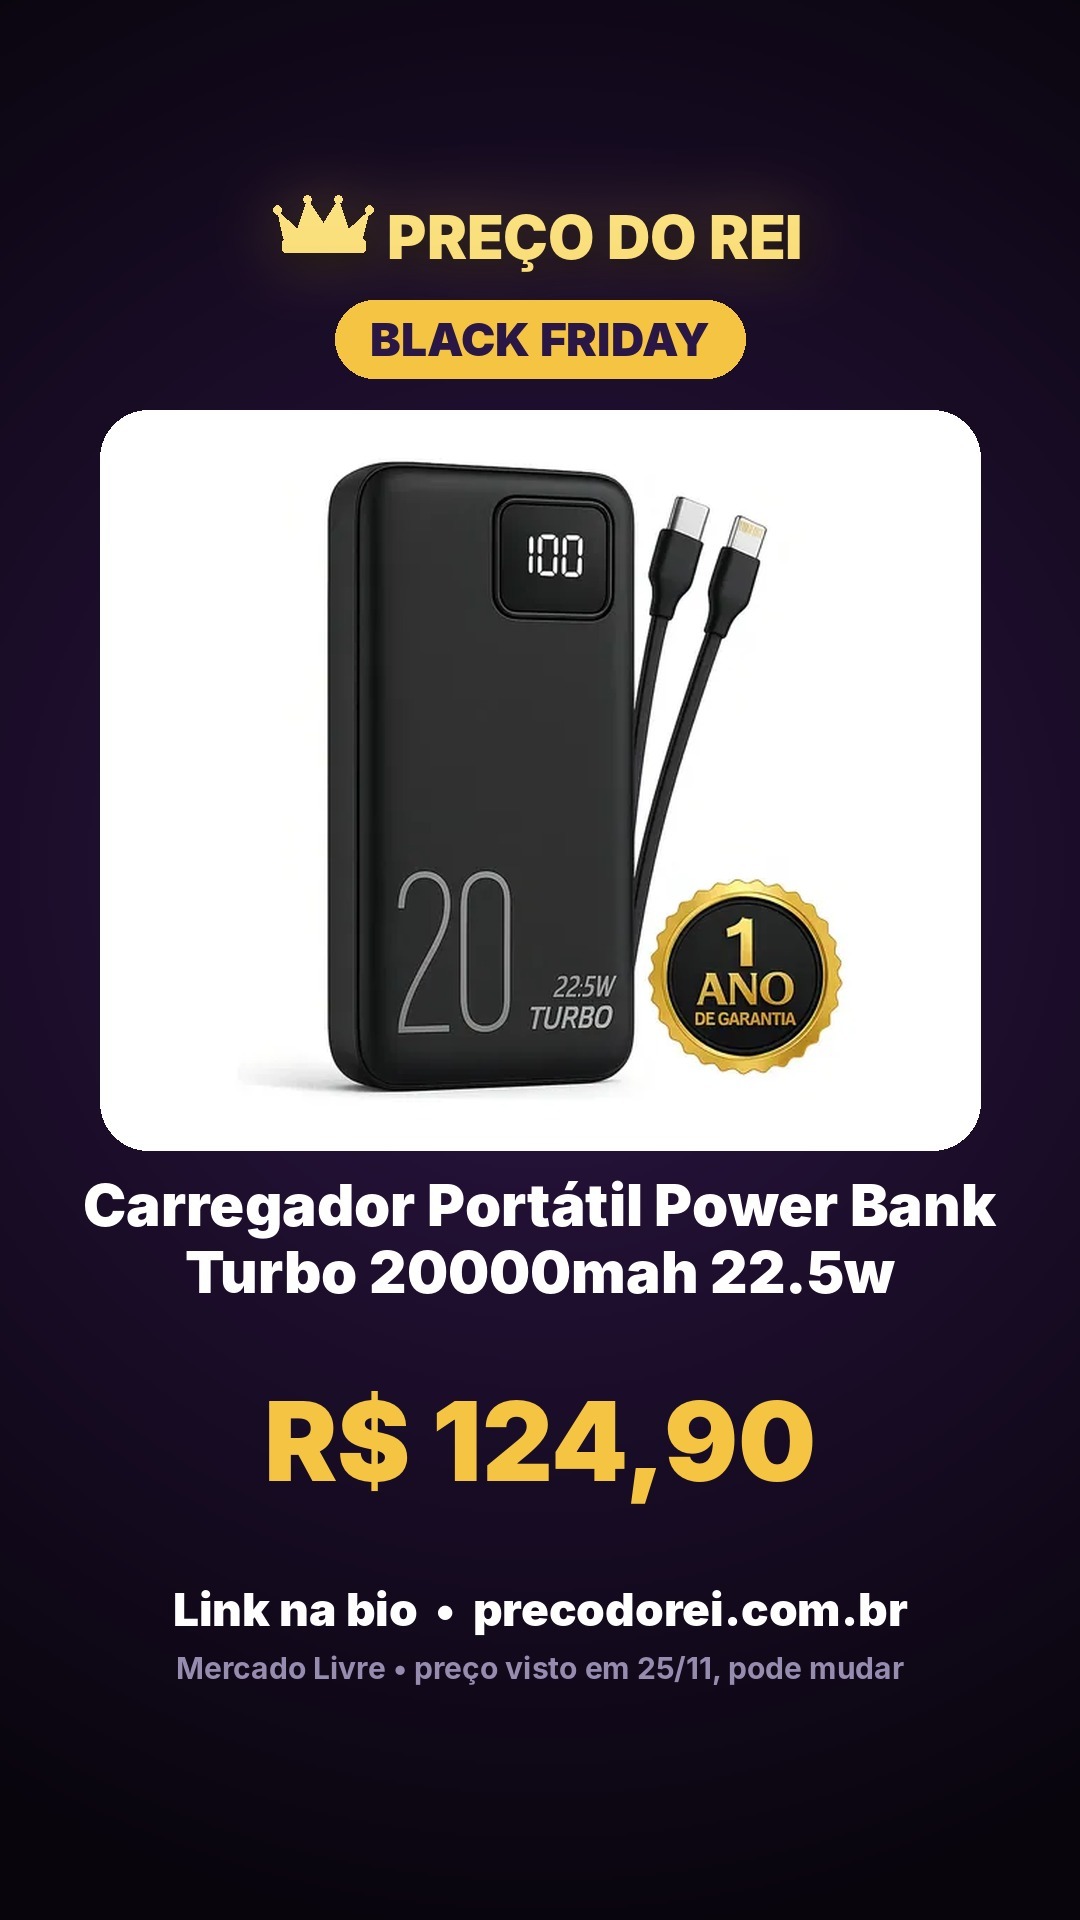 PREÇO DO REI
BLACK FRIDAY
100
20
22.5W
TURBO
1
ANO
DE GARANTIA
Carregador Portátil Power Bank
Turbo 20000mah 22.5w
R$ 124,90
Link na bio • precodorei.com.br
Mercado Livre • preço visto em 25/11, pode mudar